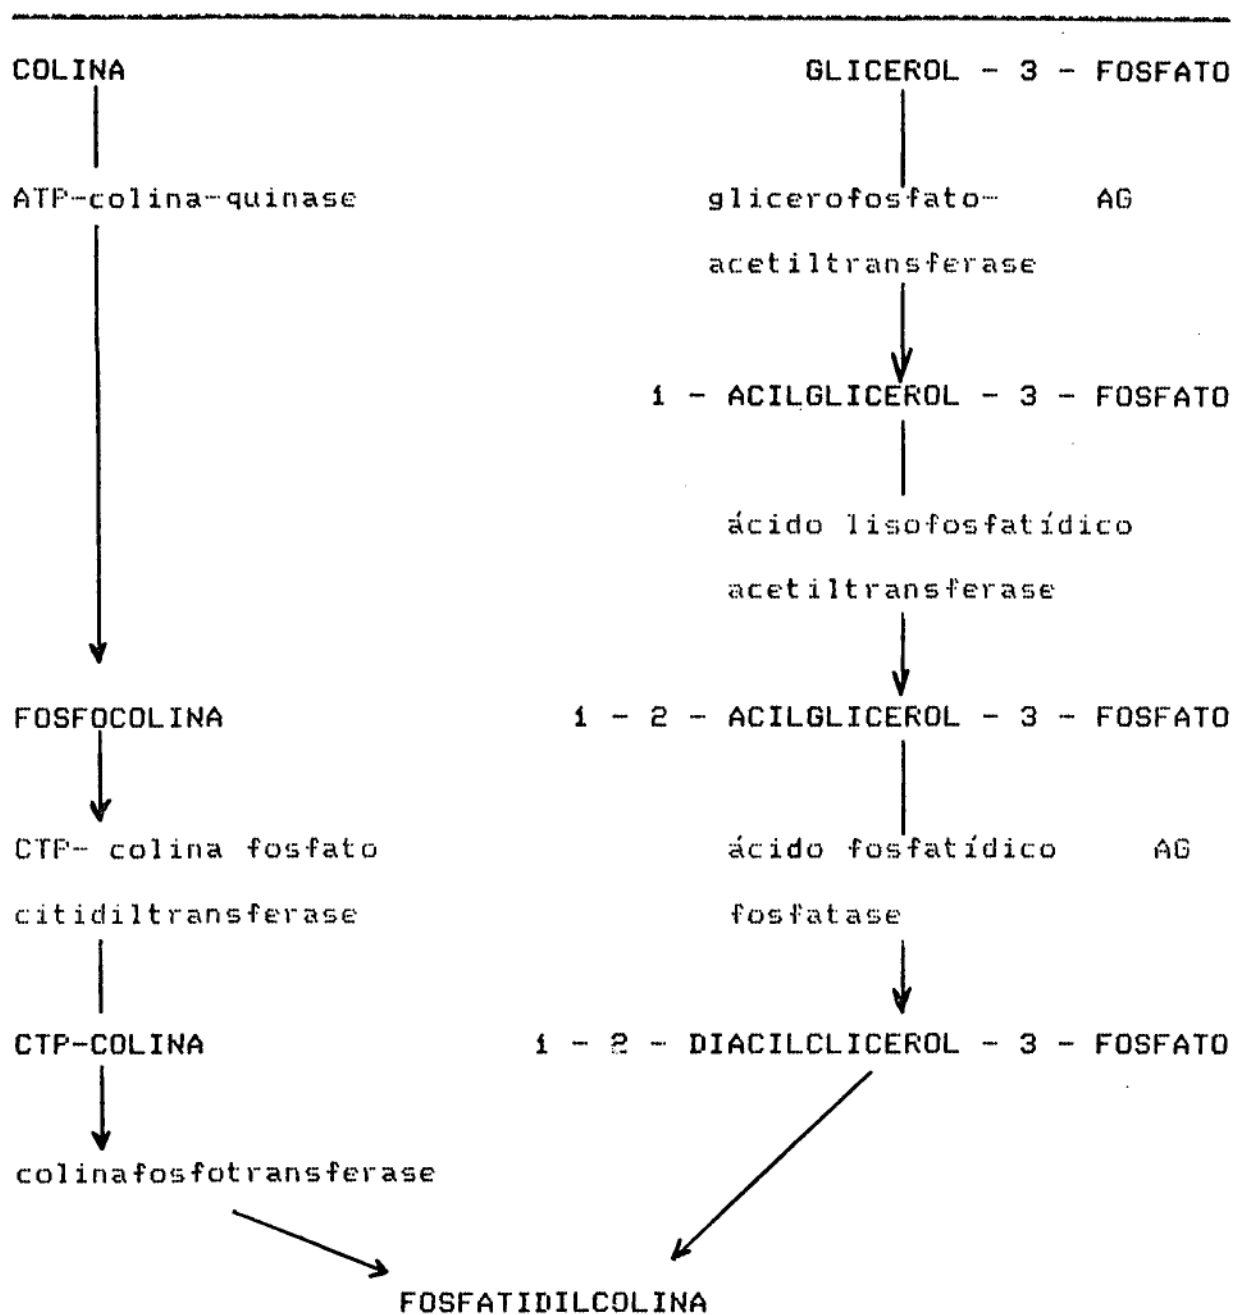 COLINA GLICEROL - 3 - FOSFATO
ATP-colina-quinase glicerofosfato- AG
acetiltransferase
1 - ACILGLICEROL - 3 - FOSFATO
ácido lisofosfatídico
acetiltransferase
FOSFOCOLINA 1 - 2 - ACILGLICEROL - 3 - FOSFATO
CTP- colina fosfato ácido fosfatídico AG
citidiltransferase fosfatase
CTP-COLINA 1 - 2 - DIACILCLICEROL - 3 - FOSFATO
colinafosfotransferase
FOSFATIDILCOLINA